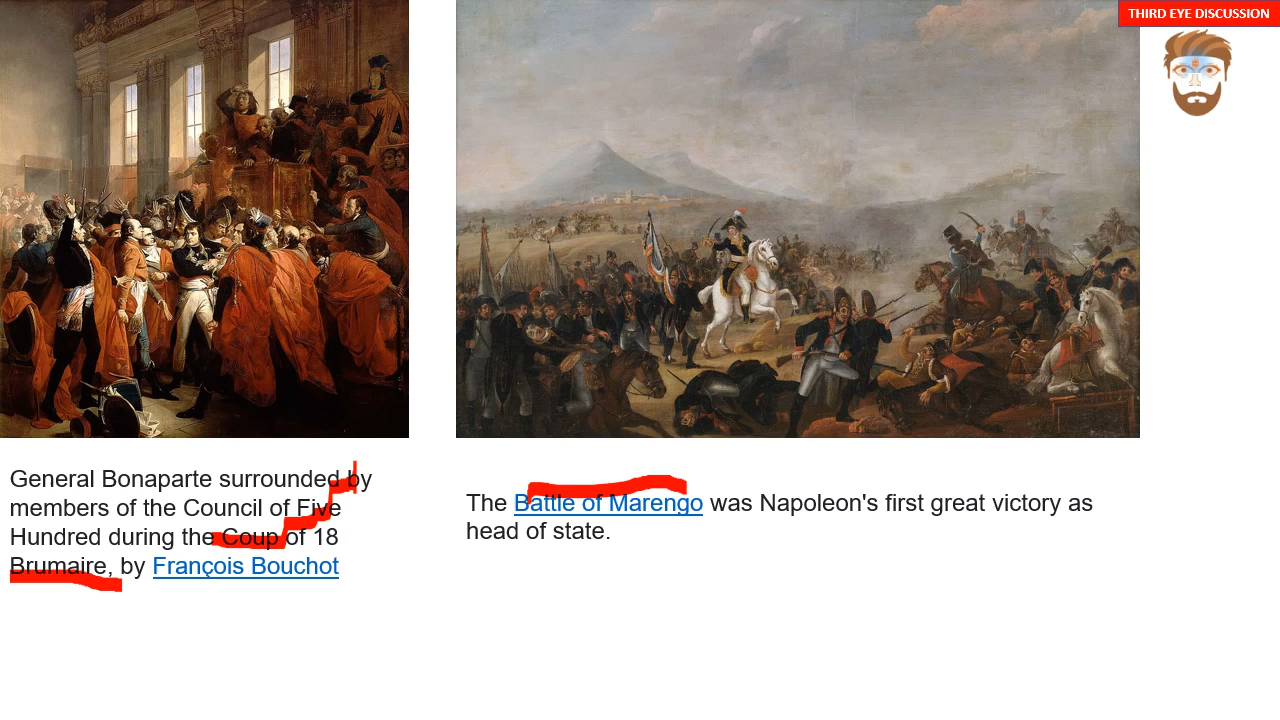 THIRD EYE DISCUSSION
General Bonaparte surrounded by
members of the Council of Five
Hundred during the Coup of 18
Brumaire, by François Bouchot
The Battle of Marengo was Napoleon's first great victory as
head of state.